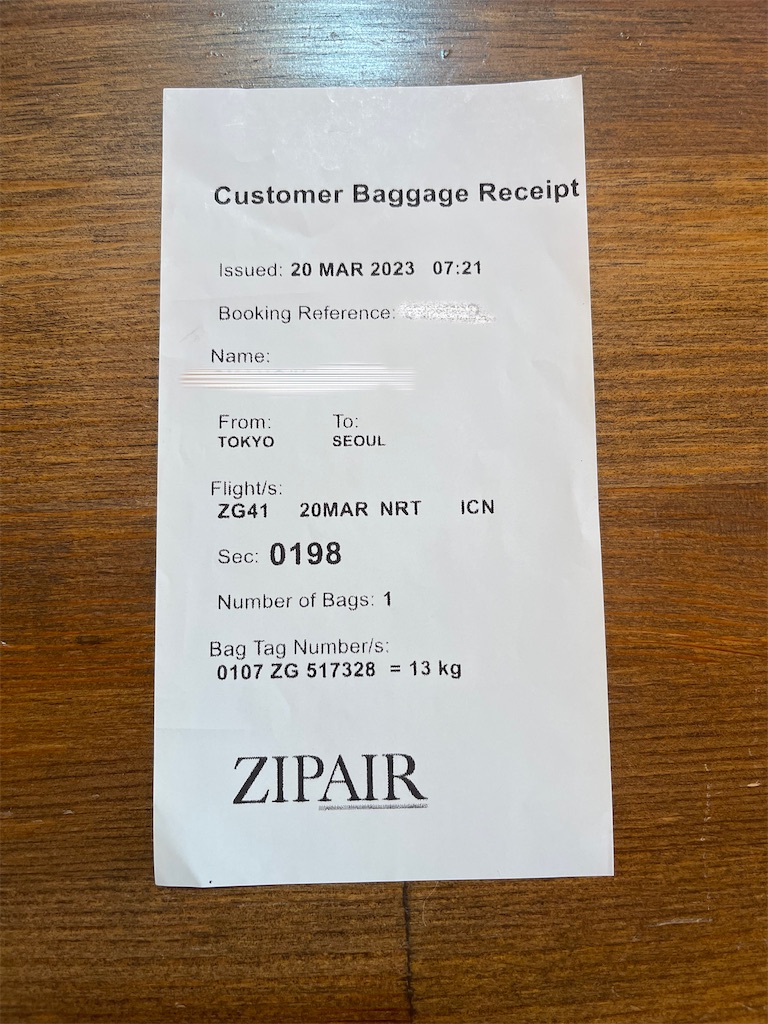 Customer Baggage Receipt
Issued: 20 MAR 2023 07:21
Booking Reference:
Name:
From: To:
TOKYO SEOUL
Flight/s:
ZG41 20MAR NRT ICN
Sec: 0198
Number of Bags: 1
Bag Tag Number/s:
0107 ZG 517328 = 13 kg
ZIPAIR